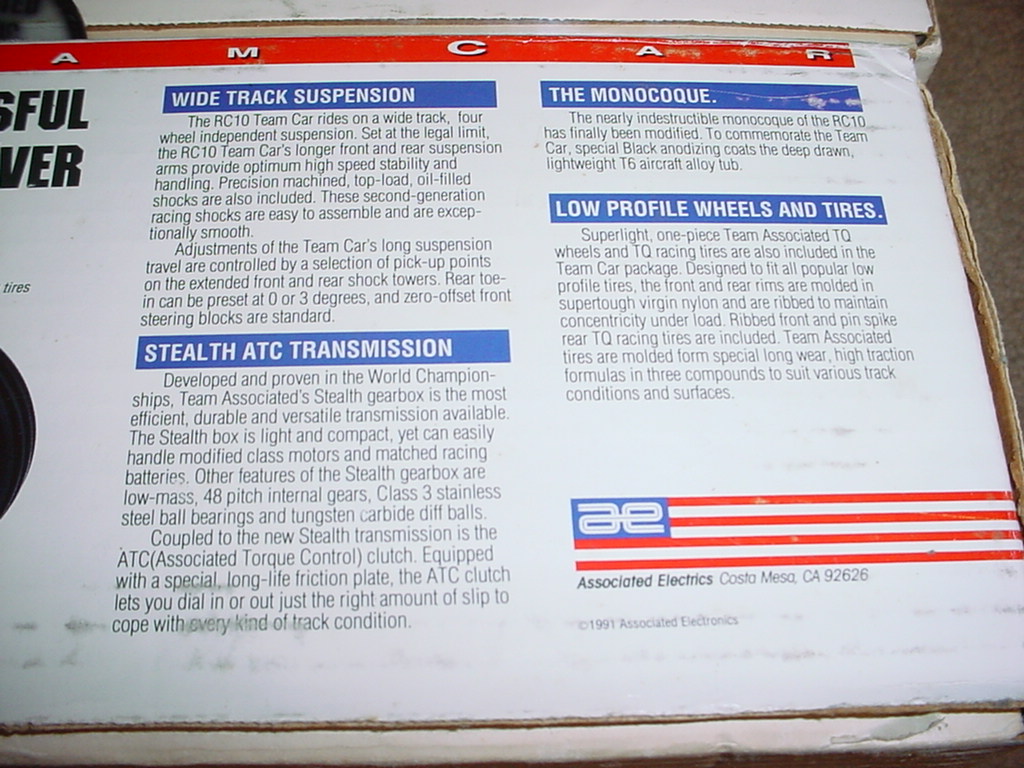 A M C A R
SFUL
VER
tires
WIDE TRACK SUSPENSION
The RC10 Team Car rides on a wide track, four
wheel independent suspension. Set at the legal limit,
the RC10 Team Car's longer front and rear suspension
arms provide optimum high speed stability and
handling. Precision machined, top-load, oil-filled
shocks are also included. These second-generation
racing shocks are easy to assemble and are excep-
tionally smooth.
Adjustments of the Team Car's long suspension
travel are controlled by a selection of pick-up points
on the extended front and rear shock towers. Rear toe-
in can be preset at 0 or 3 degrees, and zero-offset front
steering blocks are standard.
STEALTH ATC TRANSMISSION
Developed and proven in the World Champion-
ships, Team Associated's Stealth gearbox is the most
efficient, durable and versatile transmission available.
The Stealth box is light and compact, yet can easily
handle modified class motors and matched racing
batteries. Other features of the Stealth gearbox are
low-mass, 48 pitch internal gears, Class 3 stainless
steel ball bearings and tungsten carbide diff balls.
Coupled to the new Stealth transmission is the
ATC(Associated Torque Control) clutch. Equipped
with a special, long-life friction plate, the ATC clutch
lets you dial in or out just the right amount of slip to
cope with every kind of track condition.
THE MONOCOQUE.
The nearly indestructible monocoque of the RC10
has finally been modified. To commemorate the Team
Car, special Black anodizing coats the deep drawn,
lightweight T6 aircraft alloy tub.
LOW PROFILE WHEELS AND TIRES.
Superlight, one-piece Team Associated TQ
wheels and TQ racing tires are also included in the
Team Car package. Designed to fit all popular low
profile tires, the front and rear rims are molded in
supertough virgin nylon and are ribbed to maintain
concentricity under load. Ribbed front and pin spike
rear TQ racing tires are included. Team Associated
tires are molded form special long wear, high traction
formulas in three compounds to suit various track
conditions and surfaces.
ae
Associated Electrics Costa Mesa, CA 92626
©1991 Associated Electronics